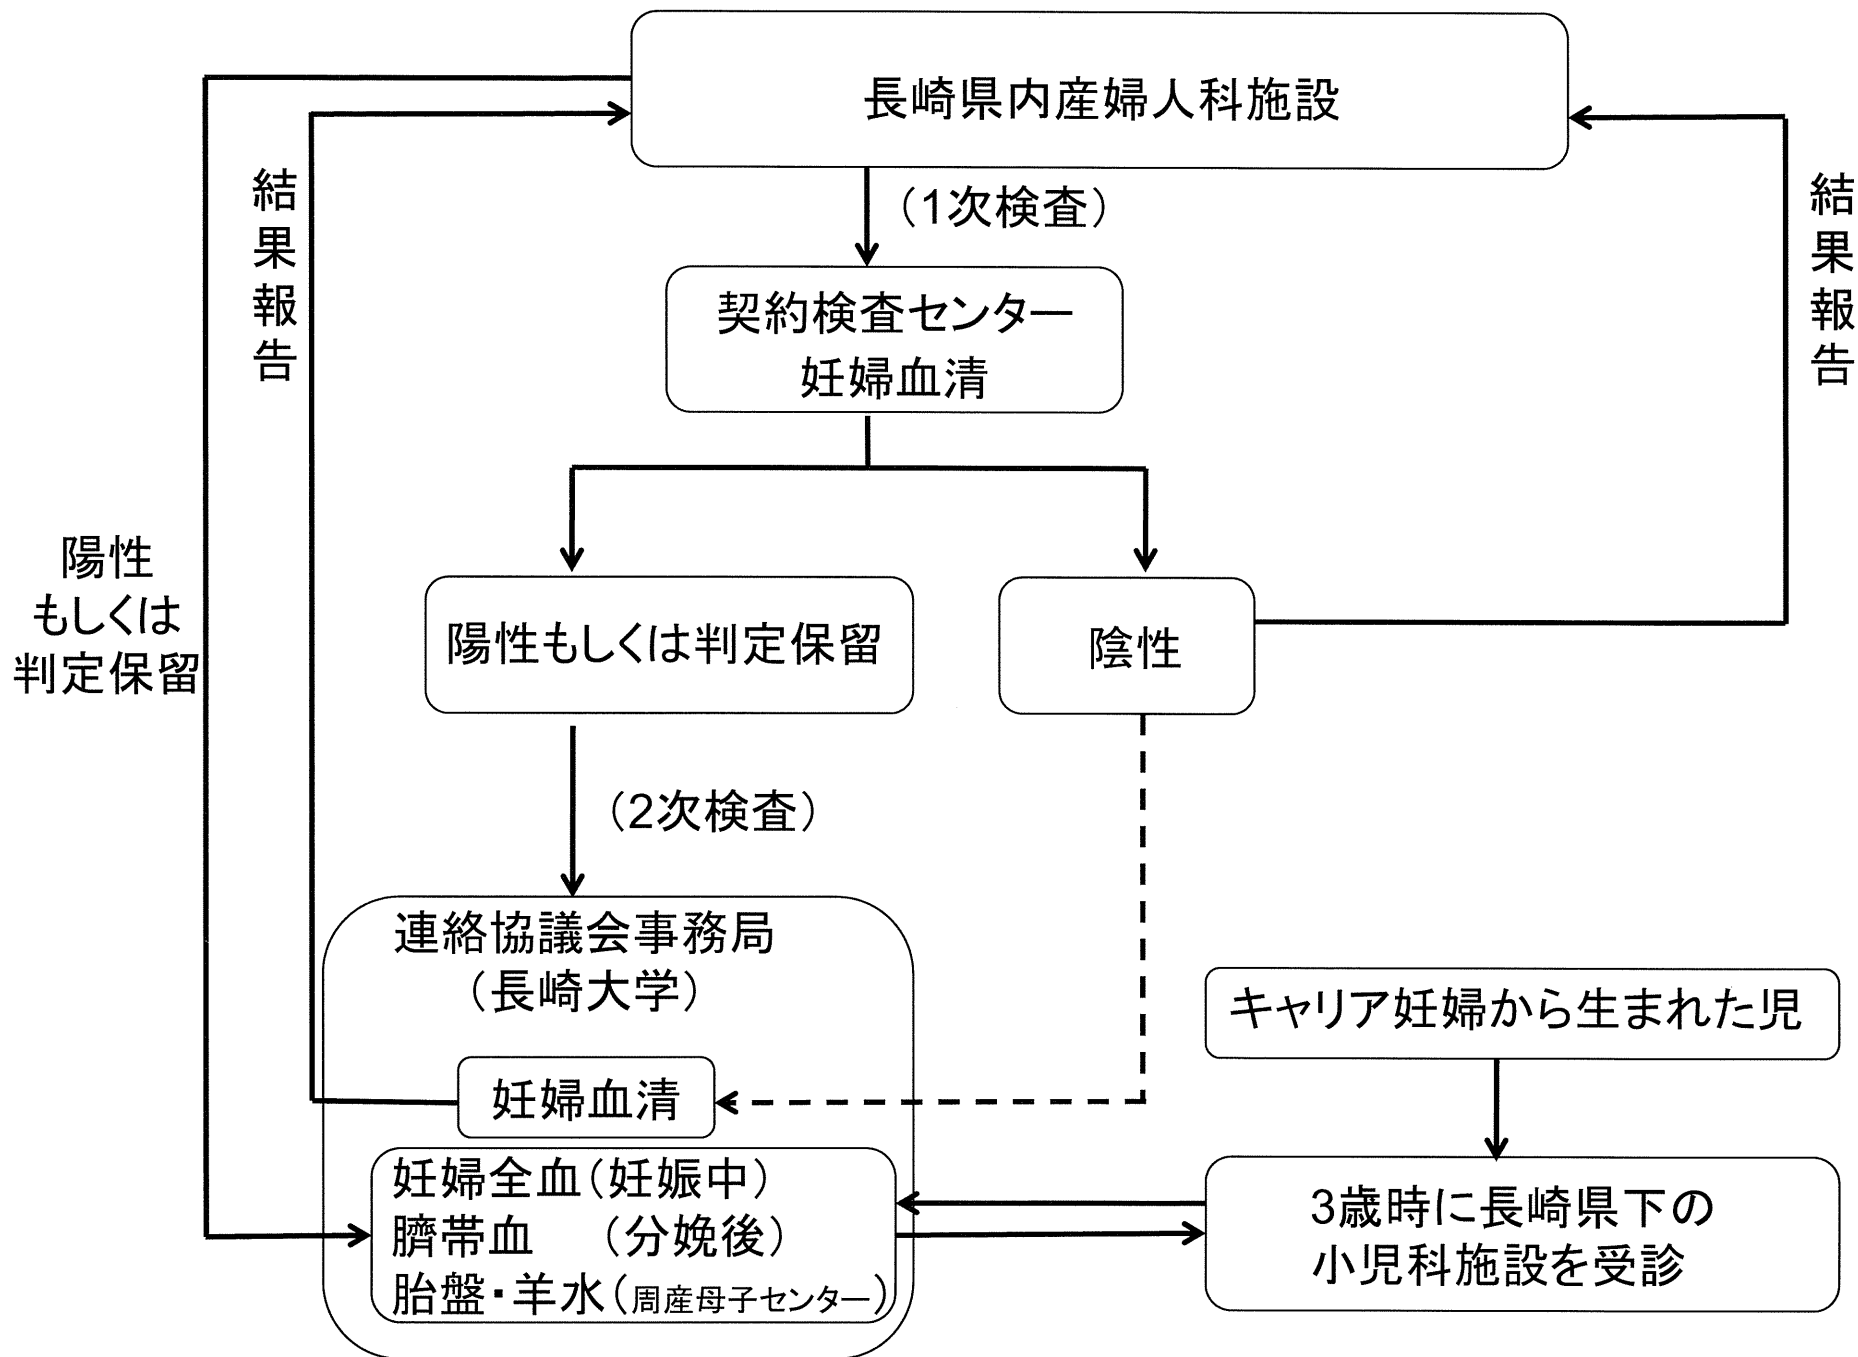 長崎県内産婦人科施設
結果報告
(1次検査)
結果報告
契約検査センター
妊婦血清
陽性
もしくは
判定保留
陽性もしくは判定保留
陰性
(2次検査)
連絡協議会事務局
(長崎大学)
キャリア妊婦から生まれた児
妊婦血清
妊婦全血(妊娠中)
臍帯血 (分娩後)
胎盤・羊水(周産母子センター)
3歳時に長崎県下の
小児科施設を受診